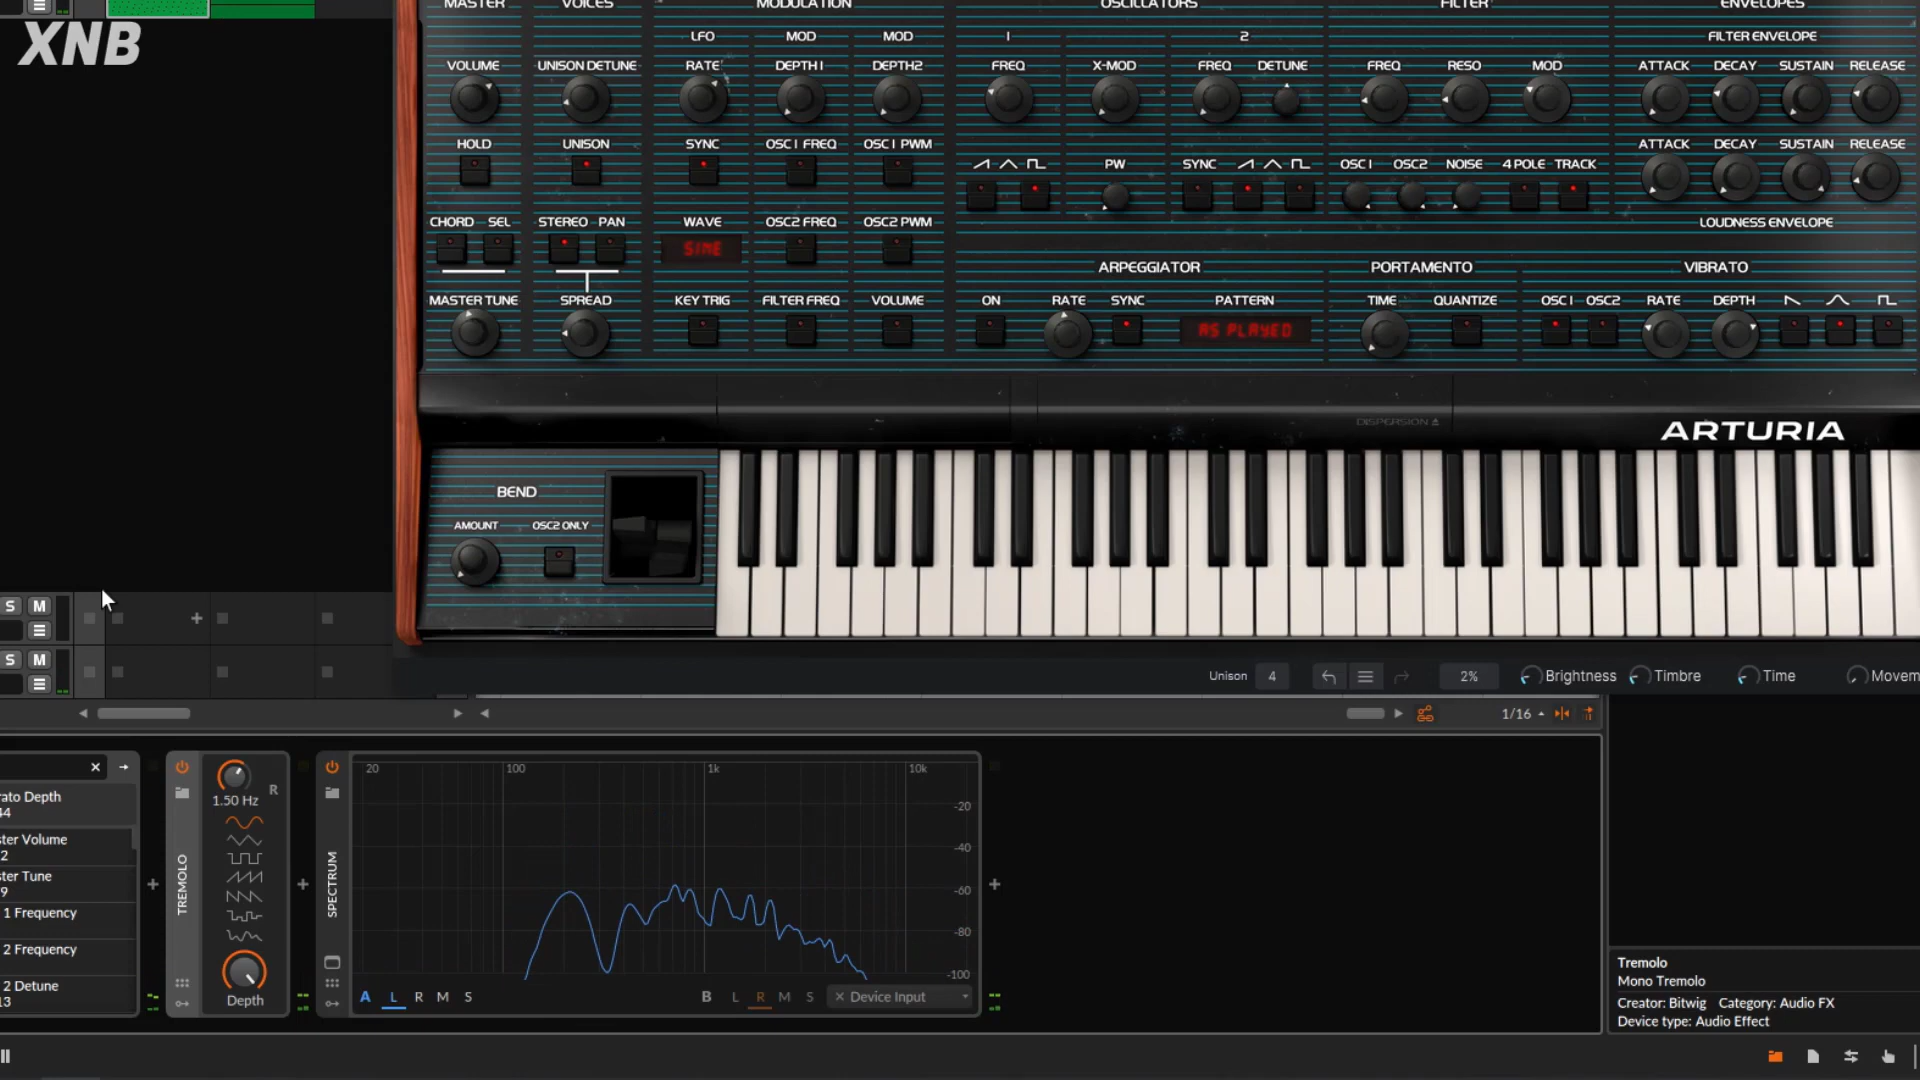 XNB
MASTER VOICES MODULATION OSCILLATORS FILTER ENVELOPES
LFO MOD MOD 1 2 FILTER ENVELOPE
VOLUME UNISON DETUNE RATE DEPTH1 DEPTH2 FREQ X-MOD FREQ DETUNE FREQ RESO MOD ATTACK DECAY SUSTAIN RELEASE
HOLD UNISON SYNC OSC1 FREQ OSC1 PWM ATTACK DECAY SUSTAIN RELEASE
PW SYNC OSC1 OSC2 NOISE 4 POLE TRACK
CHORD SEL STEREO PAN WAVE OSC2 FREQ OSC2 PWM LOUDNESS ENVELOPE
SINE
ARPEGGIATOR PORTAMENTO VIBRATO
MASTER TUNE SPREAD KEY TRIG FILTER FREQ VOLUME ON RATE SYNC PATTERN TIME QUANTIZE OSC1 OSC2 RATE DEPTH
AS PLAYED
DISPERSION
ARTURIA
BEND
AMOUNT OSC2 ONLY
S M
S M
Unison 4 2% Brightness Timbre Time Movem
1/16
rato Depth
44
ster Volume
2
ster Tune
9
1 Frequency
2 Frequency
2 Detune
13
TREMOLO
1.50 Hz R
Depth
SPECTRUM
20 100 1k 10k
-20
-40
-60
-80
-100
A L R M S B L R M S × Device Input
Tremolo
Mono Tremolo
Creator: Bitwig Category: Audio FX
Device type: Audio Effect